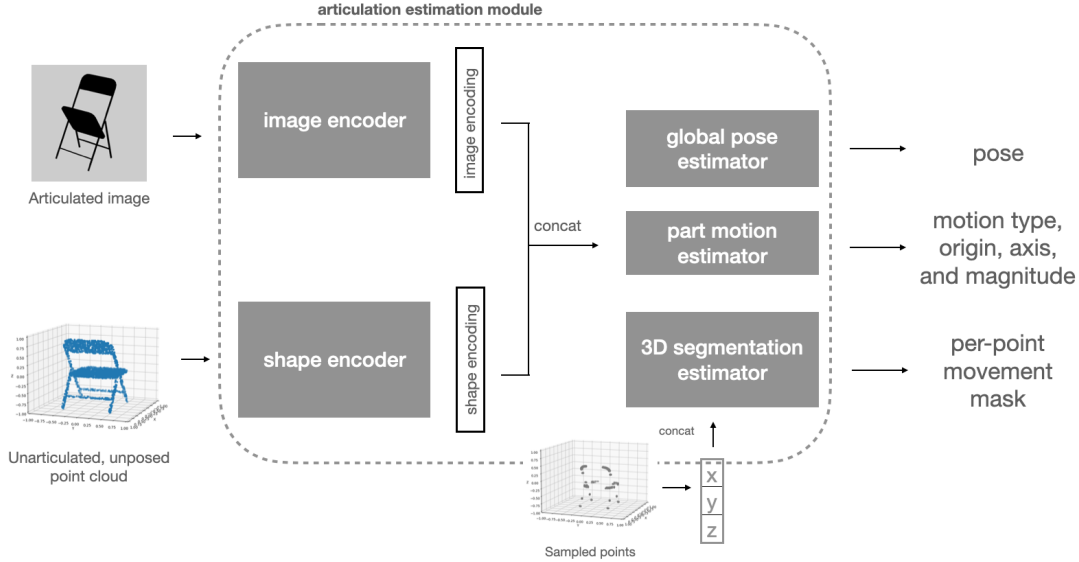 articulation estimation module
image encoder
image encoding
Articulated image
global pose
estimator
pose
concat
part motion
estimator
motion type,
origin, axis,
and magnitude
shape encoder
shape encoding
3D segmentation
estimator
per-point
movement
mask
Unarticulated, unposed
point cloud
concat
x
y
z
Sampled points